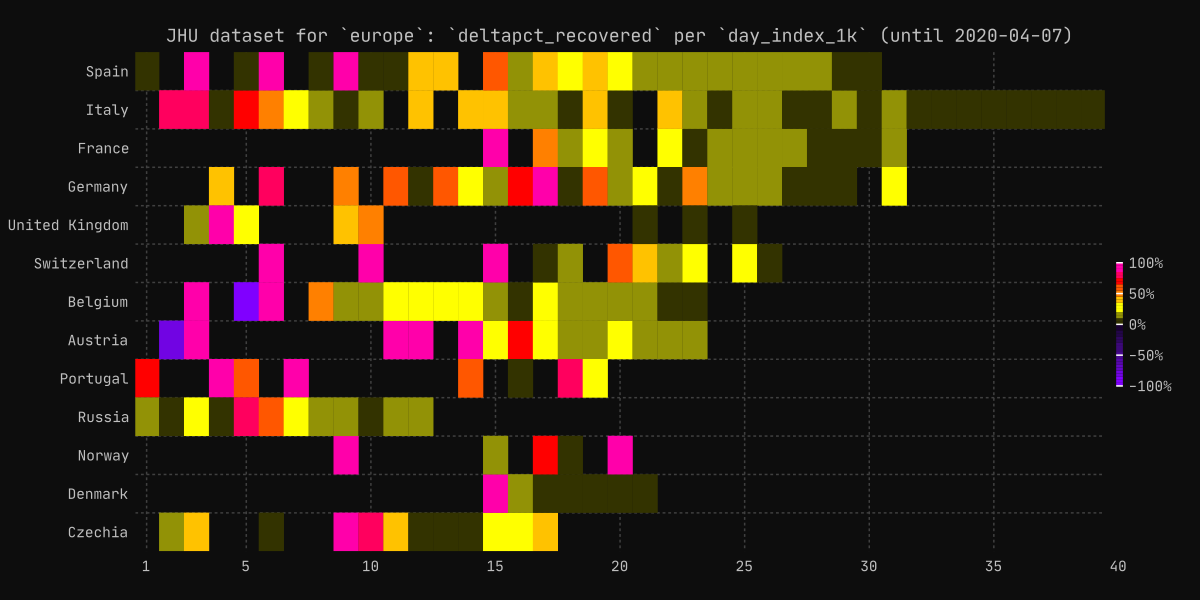 JHU dataset for `europe`: `deltapct_recovered` per `day_index_1k` (until 2020-04-07)
Spain
Italy
France
Germany
United Kingdom
Switzerland
Belgium
Austria
Portugal
Russia
Norway
Denmark
Czechia
1 5 10 15 20 25 30 35 40
100%
50%
0%
−50%
−100%